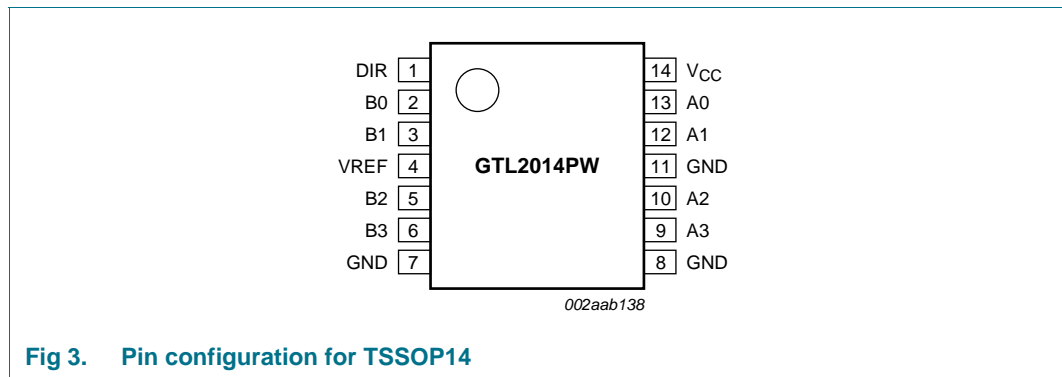 DIR 1 14 VCC
B0 2 13 A0
B1 3 12 A1
VREF 4 GTL2014PW 11 GND
B2 5 10 A2
B3 6 9 A3
GND 7 8 GND
002aab138
Fig 3. Pin configuration for TSSOP14